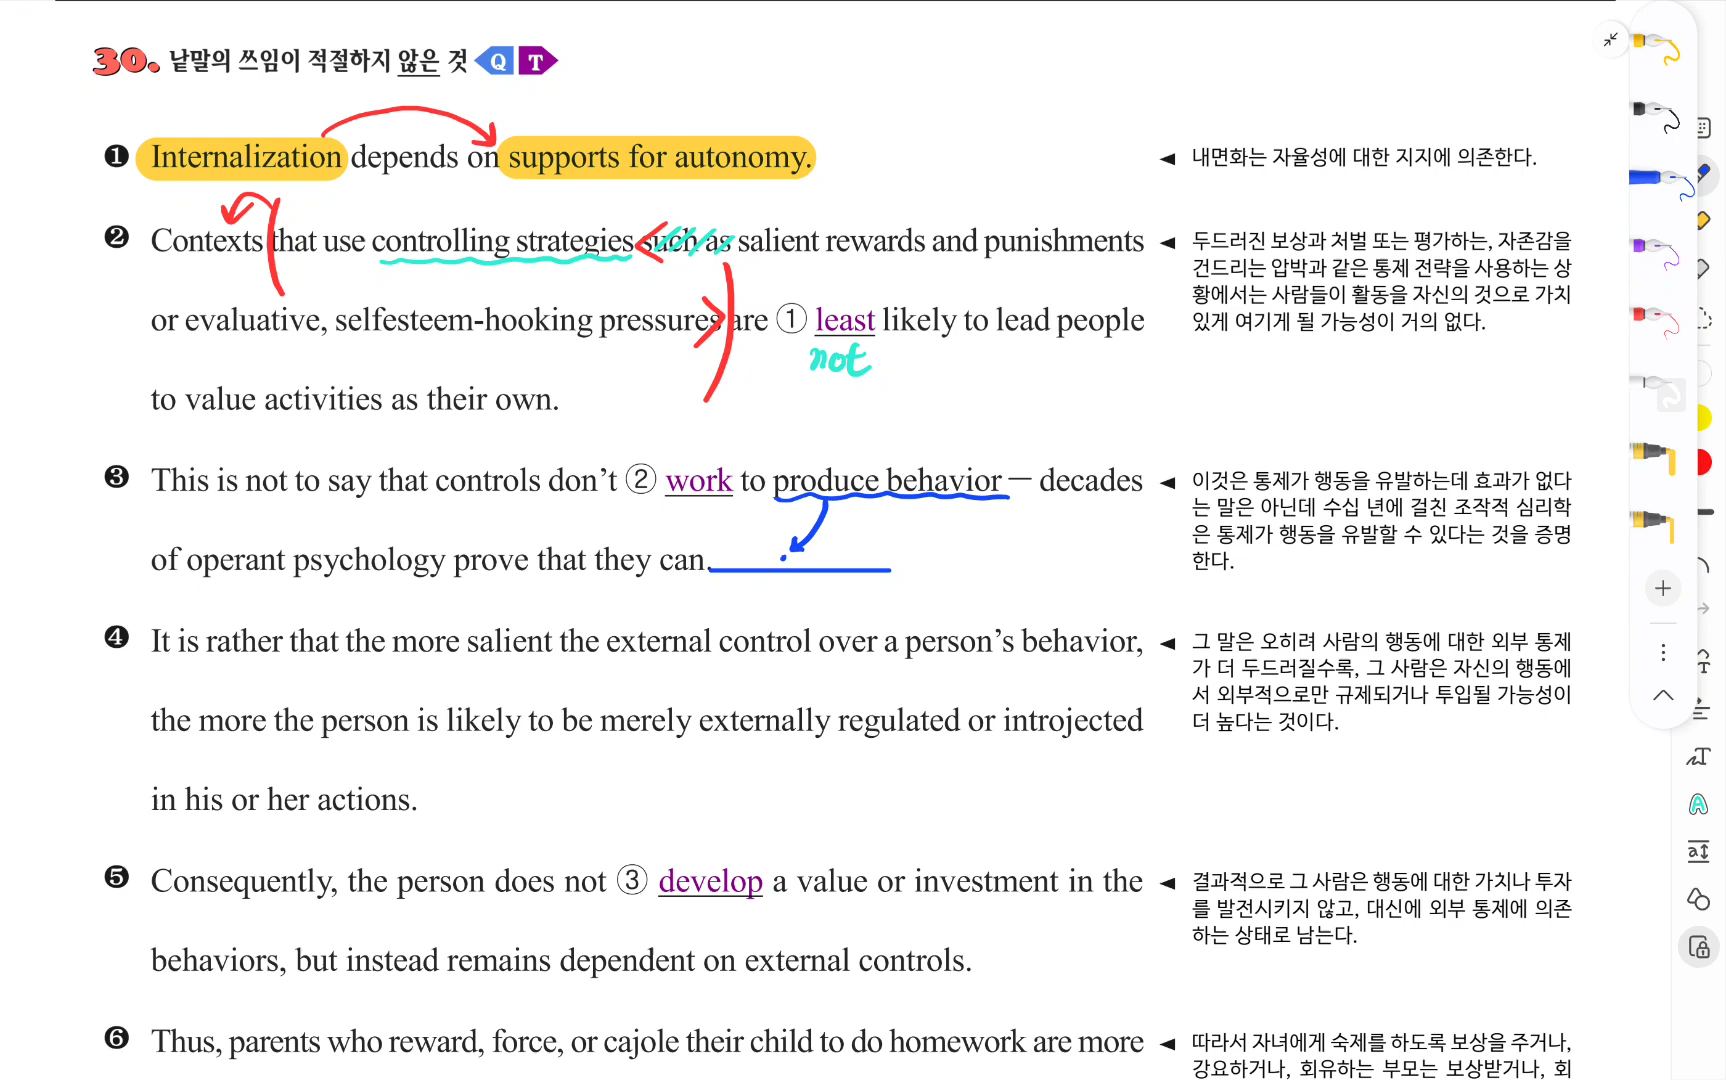 30. 낱말의 쓰임이 적절하지 않은 것 Q T
❶ Internalization depends on supports for autonomy.
◄ 내면화는 자율성에 대한 지지에 의존한다.
❷ Contexts that use controlling strategies such as salient rewards and punishments
or evaluative, selfesteem-hooking pressures are ① least likely to lead people
not
to value activities as their own.
◄ 두드러진 보상과 처벌 또는 평가하는, 자존감을
건드리는 압박과 같은 통제 전략을 사용하는 상
황에서는 사람들이 활동을 자신의 것으로 가치
있게 여기게 될 가능성이 거의 없다.
❸ This is not to say that controls don't ② work to produce behavior — decades
of operant psychology prove that they can.
◄ 이것은 통제가 행동을 유발하는데 효과가 없다
는 말은 아닌데 수십 년에 걸친 조작적 심리학
은 통제가 행동을 유발할 수 있다는 것을 증명
한다.
❹ It is rather that the more salient the external control over a person's behavior,
the more the person is likely to be merely externally regulated or introjected
in his or her actions.
◄ 그 말은 오히려 사람의 행동에 대한 외부 통제
가 더 두드러질수록, 그 사람은 자신의 행동에
서 외부적으로만 규제되거나 투입될 가능성이
더 높다는 것이다.
❺ Consequently, the person does not ③ develop a value or investment in the
behaviors, but instead remains dependent on external controls.
◄ 결과적으로 그 사람은 행동에 대한 가치나 투자
를 발전시키지 않고, 대신에 외부 통제에 의존
하는 상태로 남는다.
❻ Thus, parents who reward, force, or cajole their child to do homework are more
◄ 따라서 자녀에게 숙제를 하도록 보상을 주거나,
강요하거나, 회유하는 부모는 보상받거나, 회